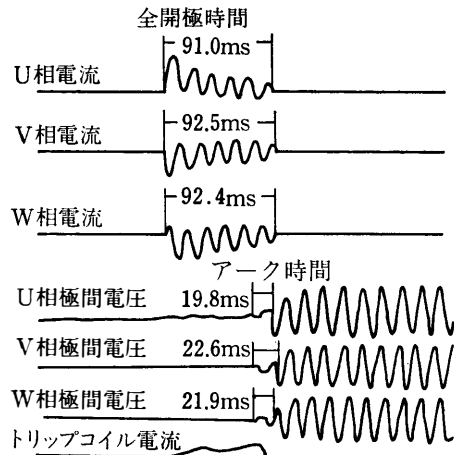 全開極時間
91.0ms
U相電流
92.5ms
V相電流
92.4ms
W相電流
アーク時間
U相極間電圧 19.8ms
V相極間電圧 22.6ms
W相極間電圧 21.9ms
トリップコイル電流